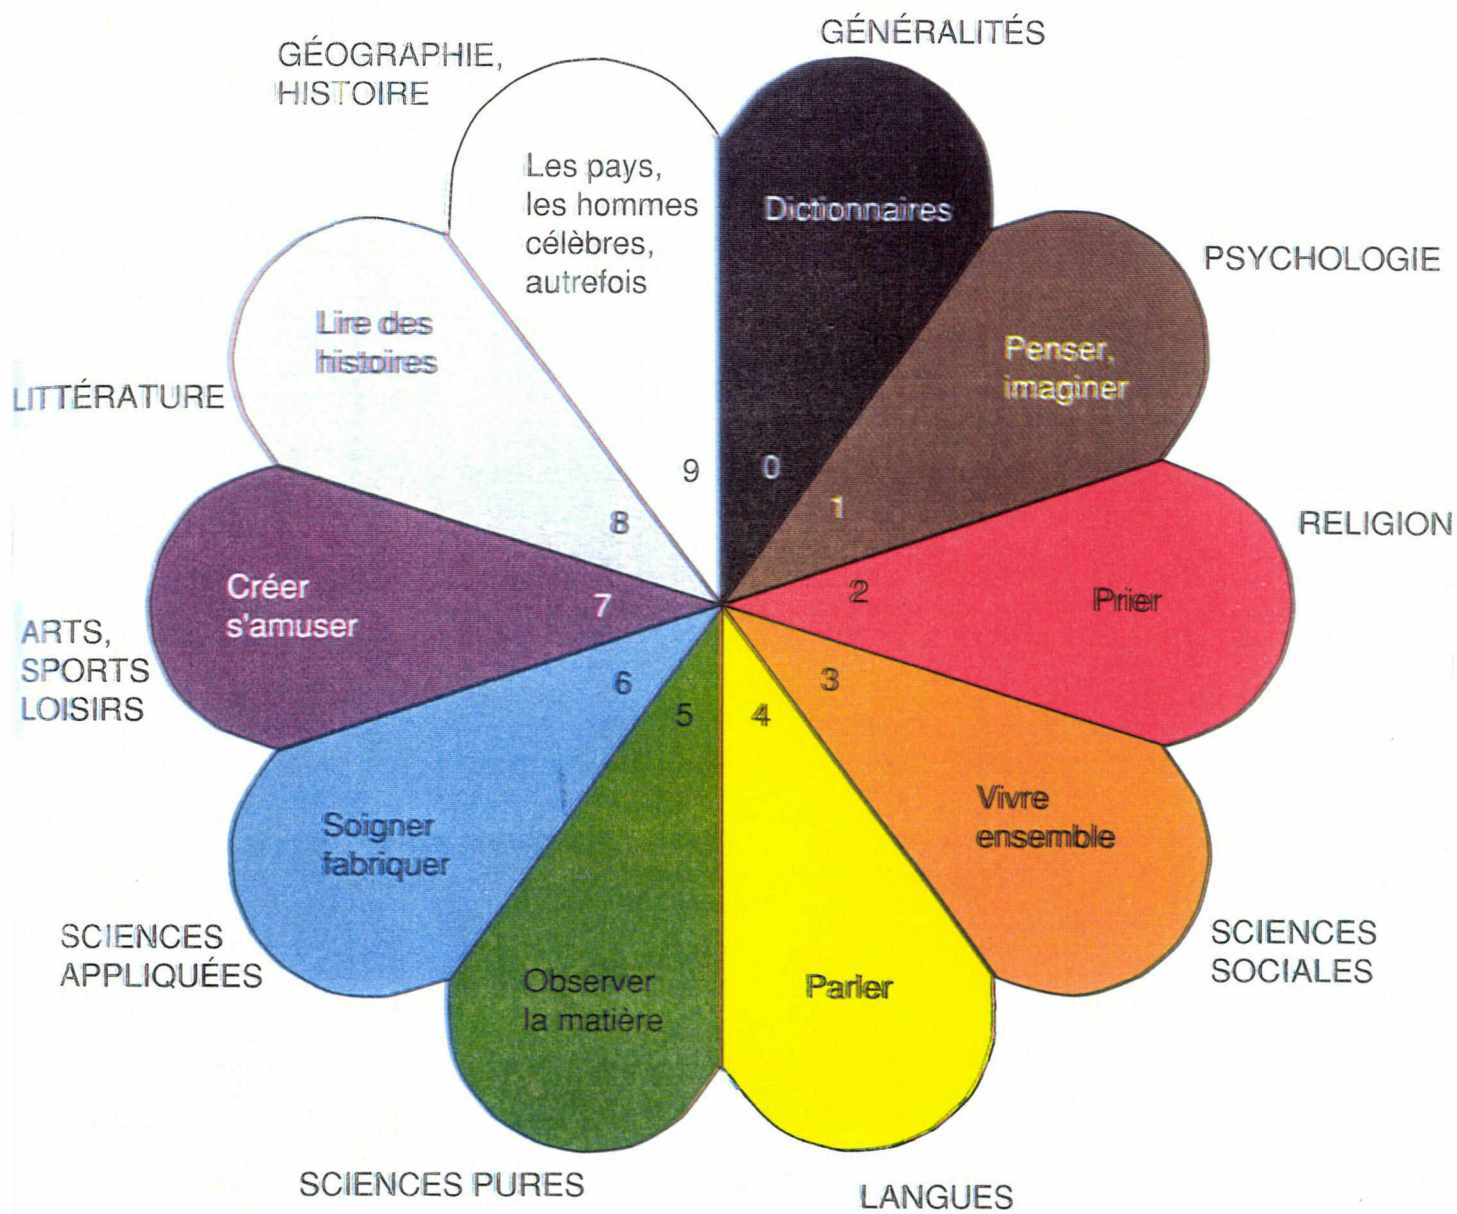 GÉNÉRALITÉS
Dictionnaires
0
PSYCHOLOGIE
Penser,
imaginer
1
RELIGION
Prier
2
SCIENCES
SOCIALES
Vivre
ensemble
3
LANGUES
Parler
4
SCIENCES PURES
Observer
la matière
5
SCIENCES
APPLIQUÉES
Soigner
fabriquer
6
ARTS,
SPORTS
LOISIRS
Créer
s'amuser
7
LITTÉRATURE
Lire des
histoires
8
GÉOGRAPHIE,
HISTOIRE
Les pays,
les hommes
célèbres,
autrefois
9